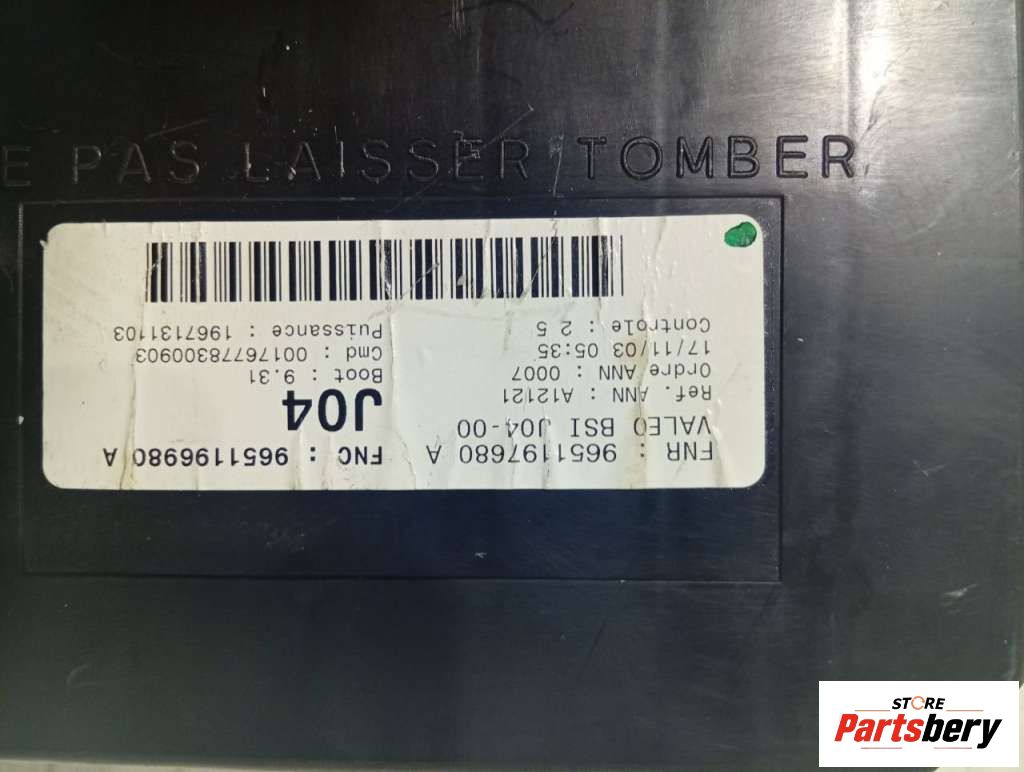 E PAS LAISSER TOMBER
FNR : 9651197680 A
FNC : 9651196980 A
VALEO BSI J04-00
J04
Ref. ANN : A12121
Ordre ANN : 0007
Boot : 9.31
17/11/03 05:35
Cmd : 00176778300903
Controle : 2 5
Puissance : 1967131103
STORE
Partsbery